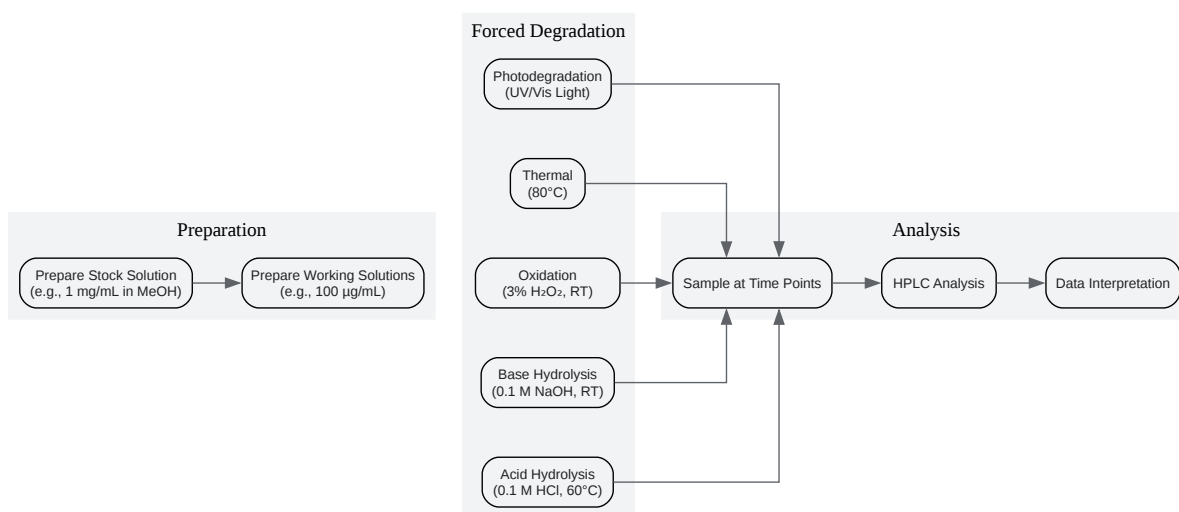 Preparation
Prepare Stock Solution
(e.g., 1 mg/mL in MeOH)
Prepare Working Solutions
(e.g., 100 µg/mL)
Forced Degradation
Photodegradation
(UV/Vis Light)
Thermal
(80°C)
Oxidation
(3% H₂O₂, RT)
Base Hydrolysis
(0.1 M NaOH, RT)
Acid Hydrolysis
(0.1 M HCl, 60°C)
Analysis
Sample at Time Points
HPLC Analysis
Data Interpretation